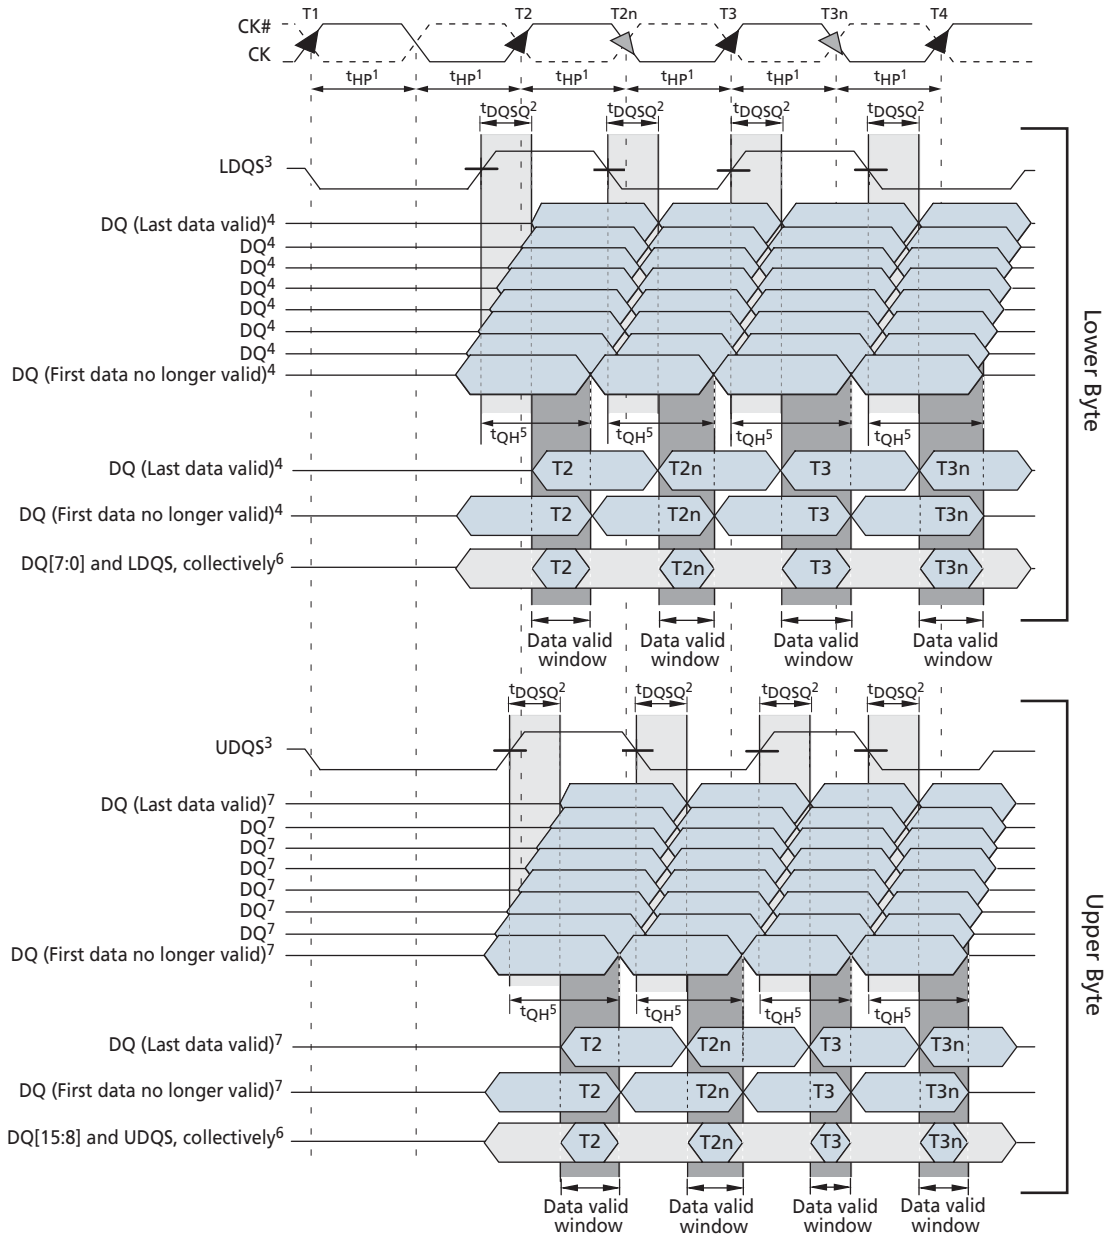 T1 T2 T2n T3 T3n T4
CK#
CK
tHP1 tHP1 tHP1 tHP1 tHP1 tHP1
tDQSQ2 tDQSQ2 tDQSQ2 tDQSQ2
LDQS3
DQ (Last data valid)4
DQ4
DQ4
DQ4
DQ4
DQ4
DQ4
DQ (First data no longer valid)4
Lower Byte
tQH5 tQH5 tQH5 tQH5
DQ (Last data valid)4 T2 T2n T3 T3n
DQ (First data no longer valid)4 T2 T2n T3 T3n
DQ[7:0] and LDQS, collectively6 T2 T2n T3 T3n
Data valid window Data valid window Data valid window Data valid window
tDQSQ2 tDQSQ2 tDQSQ2 tDQSQ2
UDQS3
DQ (Last data valid)7
DQ7
DQ7
DQ7
DQ7
DQ7
DQ7
DQ (First data no longer valid)7
Upper Byte
tQH5 tQH5 tQH5 tQH5
DQ (Last data valid)7 T2 T2n T3 T3n
DQ (First data no longer valid)7 T2 T2n T3 T3n
DQ[15:8] and UDQS, collectively6 T2 T2n T3 T3n
Data valid window Data valid window Data valid window Data valid window